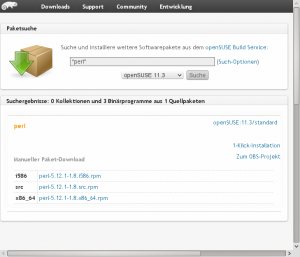 Downloads Support Community Entwicklung
Paketsuche
Suche und Installiere weitere Softwarepakete aus dem openSUSE Build Service:
"perl" (Such-Optionen)
openSUSE 11.3 Suche
Suchergebnisse: 0 Kollektionen und 3 Binärprogramme aus 1 Quellpaketen
perl openSUSE:11.3/standard
1-Klick-Installation
Zum OBS-Projekt
Manueller Paket-Download
i586 perl-5.12.1-1.8.i586.rpm
src perl-5.12.1-1.8.src.rpm
x86_64 perl-5.12.1-1.8.x86_64.rpm